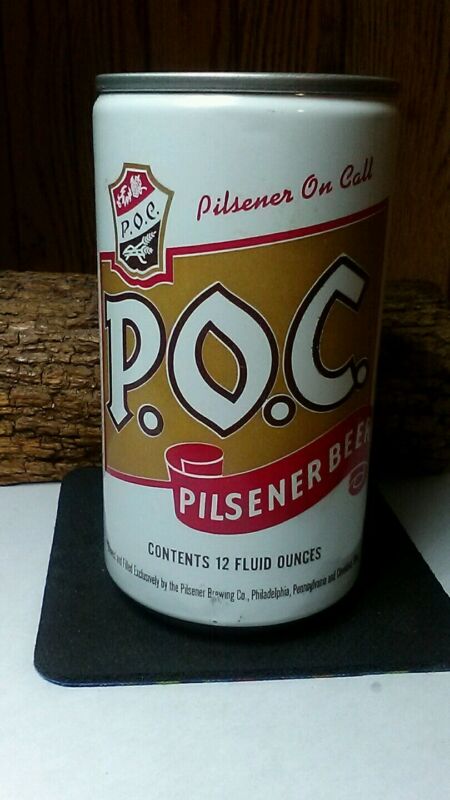 Pilsener On Call
P.O.C.
P.O.C.
PILSENER BEER
CONTENTS 12 FLUID OUNCES
and Filled Exclusively by the Pilsener Brewing Co., Philadelphia, Pennsylvania and